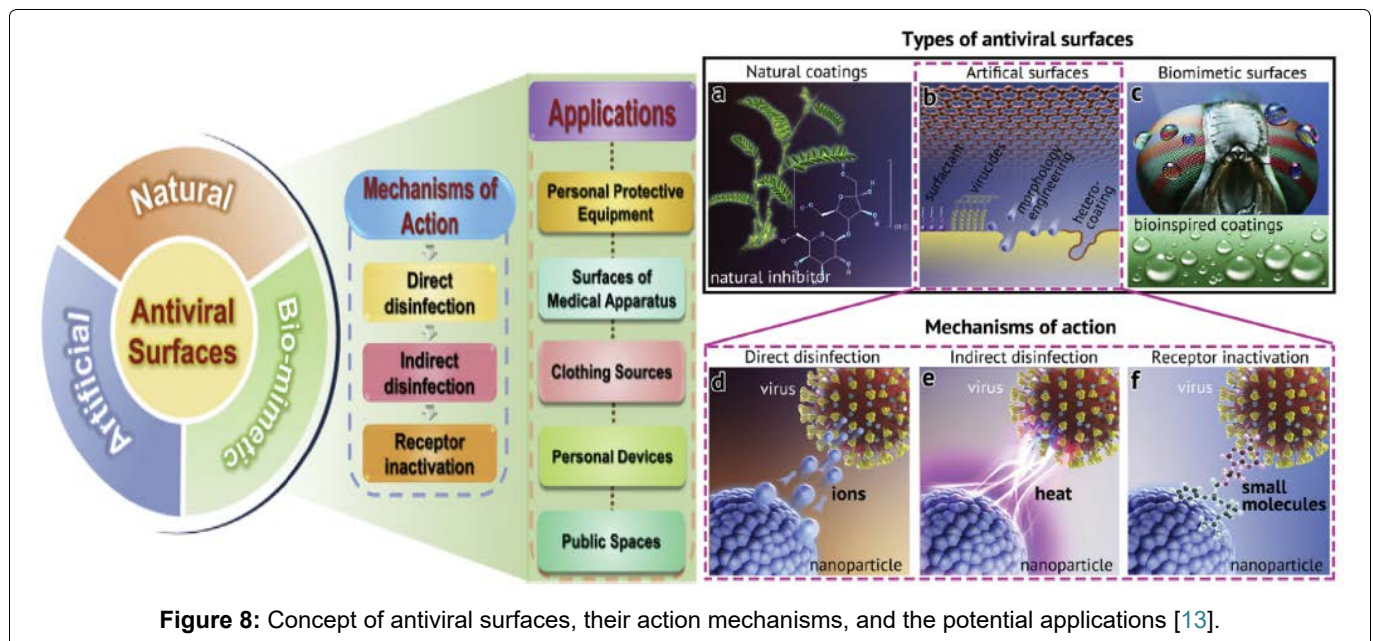 Natural
Artificial
Bio-mimetic
Antiviral
Surfaces
Mechanisms of
Action
Direct
disinfection
Indirect
disinfection
Receptor
inactivation
Applications
Personal Protective
Equipment
Surfaces of
Medical Apparatus
Clothing Sources
Personal Devices
Public Spaces
Types of antiviral surfaces
Natural coatings
a
natural inhibitor
Artifical surfaces
b
surfactant
virucides
morphology
engineering
hetero-
coating
Biomimetic surfaces
c
bioinspired coatings
Mechanisms of action
Direct disinfection
d
virus
ions
nanoparticle
Indirect disinfection
e
virus
heat
nanoparticle
Receptor inactivation
f
virus
small
molecules
nanoparticle
Figure 8: Concept of antiviral surfaces, their action mechanisms, and the potential applications [13].